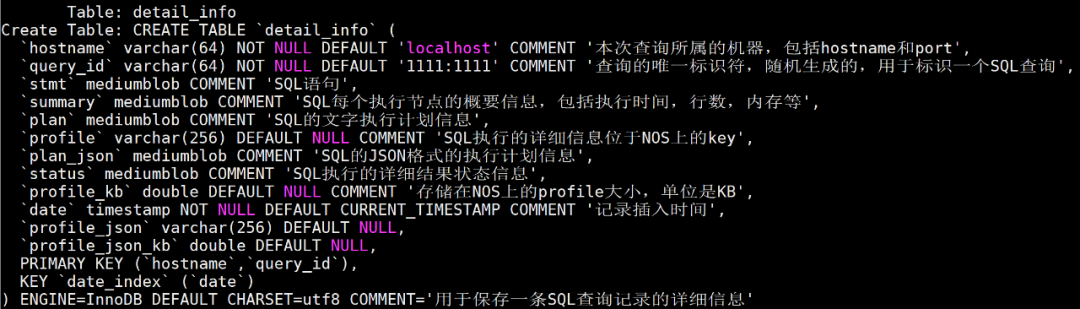 Table: detail_info
Create Table: CREATE TABLE `detail_info` (
`hostname` varchar(64) NOT NULL DEFAULT 'localhost' COMMENT '本次查询所属的机器，包括hostname和port',
`query_id` varchar(64) NOT NULL DEFAULT '1111:1111' COMMENT '查询的唯一标识符，随机生成的，用于标识一个SQL查询',
`stmt` mediumblob COMMENT 'SQL语句',
`summary` mediumblob COMMENT 'SQL每个执行节点的概要信息，包括执行时间，行数，内存等',
`plan` mediumblob COMMENT 'SQL的文字执行计划信息',
`profile` varchar(256) DEFAULT NULL COMMENT 'SQL执行的详细信息位于NOS上的key',
`plan_json` mediumblob COMMENT 'SQL的JSON格式的执行计划信息',
`status` mediumblob COMMENT 'SQL执行的详细结果状态信息',
`profile_kb` double DEFAULT NULL COMMENT '存储在NOS上的profile大小，单位是KB',
`date` timestamp NOT NULL DEFAULT CURRENT_TIMESTAMP COMMENT '记录插入时间',
`profile_json` varchar(256) DEFAULT NULL,
`profile_json_kb` double DEFAULT NULL,
PRIMARY KEY (`hostname`,`query_id`),
KEY `date_index` (`date`)
) ENGINE=InnoDB DEFAULT CHARSET=utf8 COMMENT='用于保存一条SQL查询记录的详细信息'